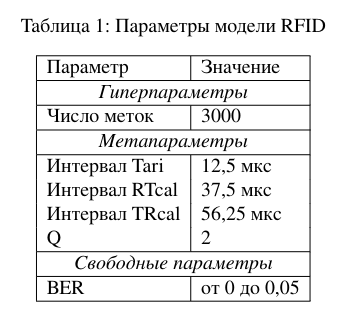 Таблица 1: Параметры модели RFID
Параметр Значение
Гиперпараметры
Число меток 3000
Метапараметры
Интервал Tari 12,5 мкс
Интервал RTcal 37,5 мкс
Интервал TRcal 56,25 мкс
Q 2
Свободные параметры
BER от 0 до 0,05